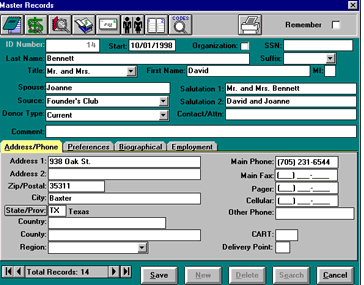 Master Records
CODES
Remember
ID Number: 14 Start: 10/01/1998 Organization: SSN:
Last Name: Bennett Suffix:
Title: Mr. and Mrs. First Name: David MI:
Spouse: Joanne Salutation 1: Mr. and Mrs. Bennett
Source: Founder's Club Salutation 2: David and Joanne
Donor Type: Current Contact/Attn:
Comment:
Address/Phone Preferences Biographical Employment
Address 1: 938 Oak St. Main Phone: (705) 231-6544
Address 2: Main Fax: (___) ___-____
Zip/Postal: 35311 Pager: (___) ___-____
City: Baxter Cellular: (___) ___-____
State/Prov: TX Texas Other Phone:
Country:
County: CART:
Region: Delivery Point:
Total Records: 14 Save New Delete Search Cancel